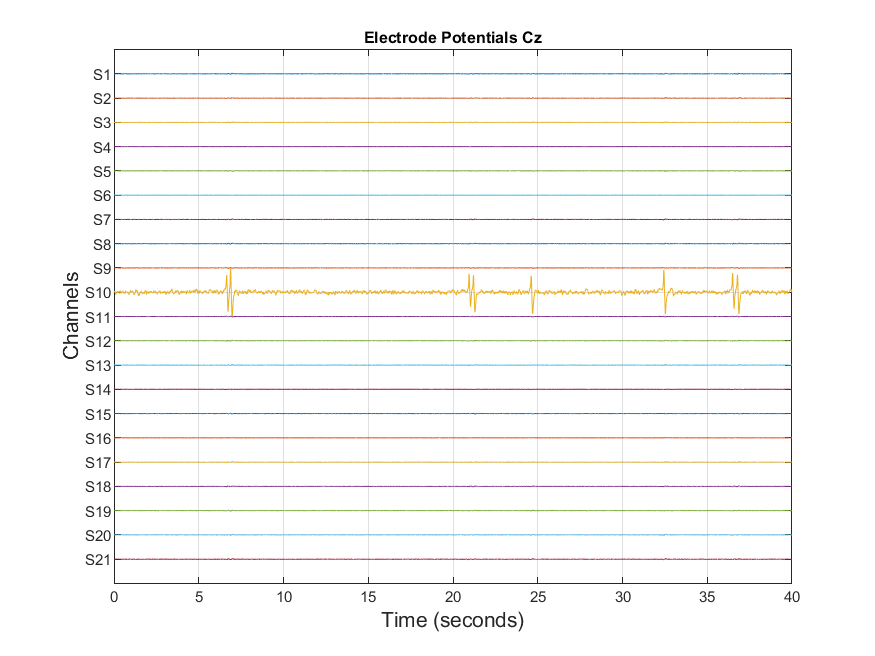 Electrode Potentials Cz
S1
S2
S3
S4
S5
S6
S7
S8
S9
S10
S11
S12
S13
S14
S15
S16
S17
S18
S19
S20
S21
Channels
0 5 10 15 20 25 30 35 40
Time (seconds)